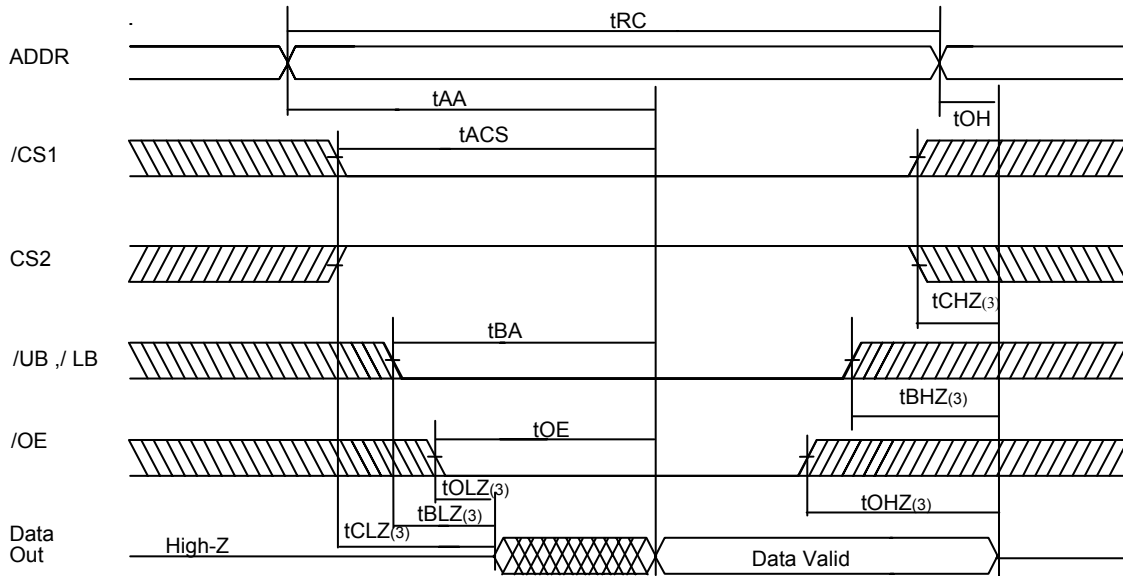 tRC
ADDR
tAA
tOH
/CS1
tACS
CS2
tCHZ(3)
/UB ,/ LB
tBA
tBHZ(3)
/OE
tOE
tOLZ(3)
tOHZ(3)
tBLZ(3)
tCLZ(3)
Data
Out
High-Z
Data Valid